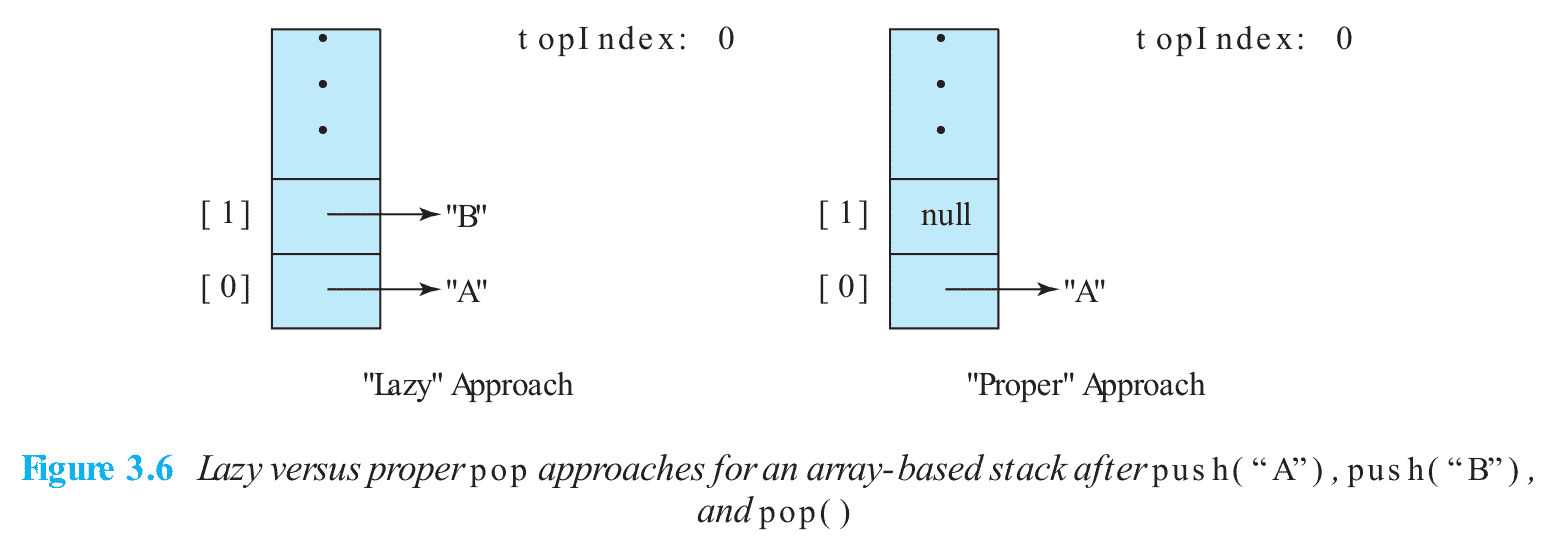 topIndex: 0
[1]
"B"
[0]
"A"
"Lazy" Approach
topIndex: 0
[1]
null
[0]
"A"
"Proper" Approach
Figure 3.6 Lazy versus proper pop approaches for an array-based stack after push(“A”), push(“B”),
and pop()